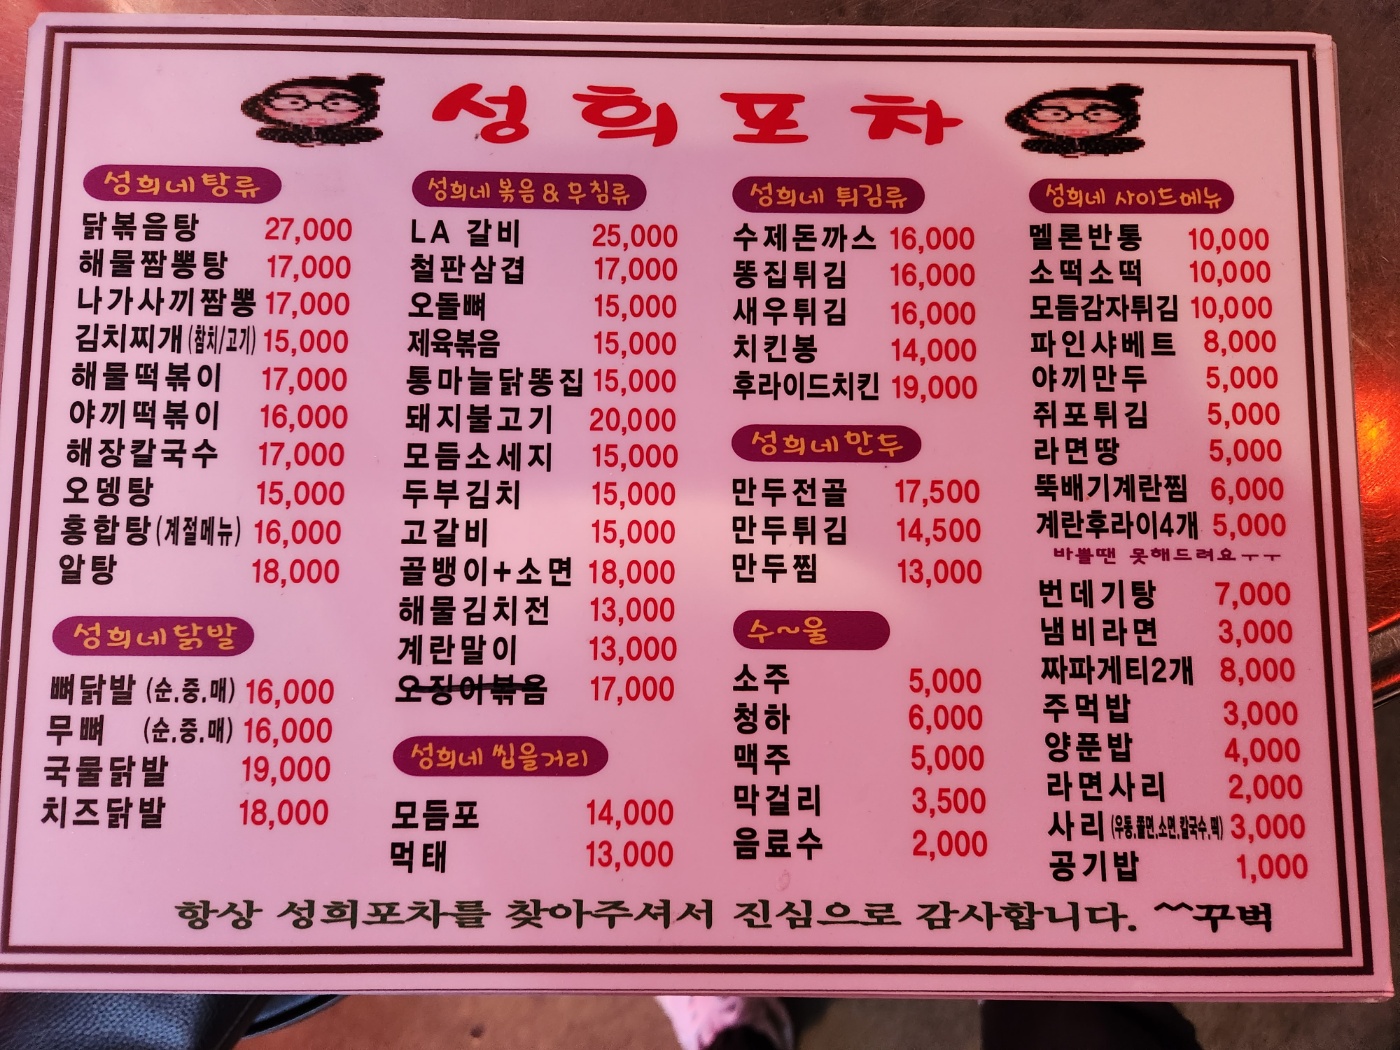 성희포차
성희네 탕류
닭볶음탕 27,000
해물짬뽕탕 17,000
나가사끼짬뽕 17,000
김치찌개(참치/고기) 15,000
해물떡볶이 17,000
야끼떡볶이 16,000
해장칼국수 17,000
오뎅탕 15,000
홍합탕(계절메뉴) 16,000
알탕 18,000
성희네 닭발
뼈닭발 (순.중.매) 16,000
무뼈 (순.중.매) 16,000
국물닭발 19,000
치즈닭발 18,000
성희네 볶음 & 무침류
LA 갈비 25,000
철판삼겹 17,000
오돌뼈 15,000
제육볶음 15,000
통마늘닭똥집 15,000
돼지불고기 20,000
모듬소세지 15,000
두부김치 15,000
고갈비 15,000
골뱅이+소면 18,000
해물김치전 13,000
계란말이 13,000
오징어볶음 17,000
성희네 씹을거리
모듬포 14,000
먹태 13,000
성희네 튀김류
수제돈까스 16,000
똥집튀김 16,000
새우튀김 16,000
치킨봉 14,000
후라이드치킨 19,000
성희네 만두
만두전골 17,500
만두튀김 14,500
만두찜 13,000
수~울
소주 5,000
청하 6,000
맥주 5,000
막걸리 3,500
음료수 2,000
성희네 사이드메뉴
멜론반통 10,000
소떡소떡 10,000
모듬감자튀김 10,000
파인샤베트 8,000
야끼만두 5,000
쥐포튀김 5,000
라면땅 5,000
뚝배기계란찜 6,000
계란후라이4개 5,000
바쁠땐 못해드려요ㅜㅜ
번데기탕 7,000
냄비라면 3,000
짜파게티2개 8,000
주먹밥 3,000
양푼밥 4,000
라면사리 2,000
사리(우동.쫄면.소면.칼국수.떡) 3,000
공기밥 1,000
항상 성희포차를 찾아주셔서 진심으로 감사합니다. ^^꾸벅